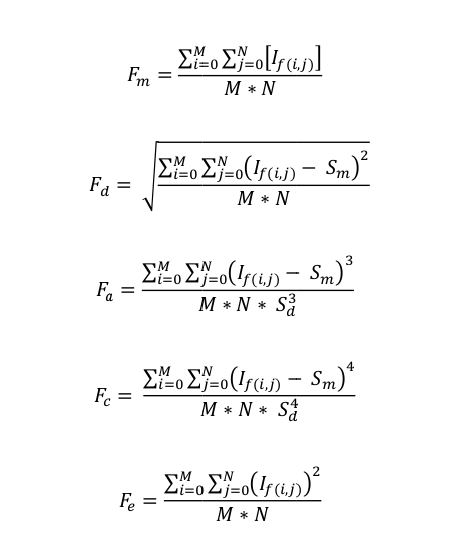 F_m = \frac{\sum_{i=0}^{M} \sum_{j=0}^{N} [I_{f(i,j)}]}{M * N}
F_d = \sqrt{\frac{\sum_{i=0}^{M} \sum_{j=0}^{N} (I_{f(i,j)} - S_m)^2}{M * N}}
F_a = \frac{\sum_{i=0}^{M} \sum_{j=0}^{N} (I_{f(i,j)} - S_m)^3}{M * N * S_d^3}
F_c = \frac{\sum_{i=0}^{M} \sum_{j=0}^{N} (I_{f(i,j)} - S_m)^4}{M * N * S_d^4}
F_e = \frac{\sum_{i=0}^{M} \sum_{j=0}^{N} (I_{f(i,j)})^2}{M * N}